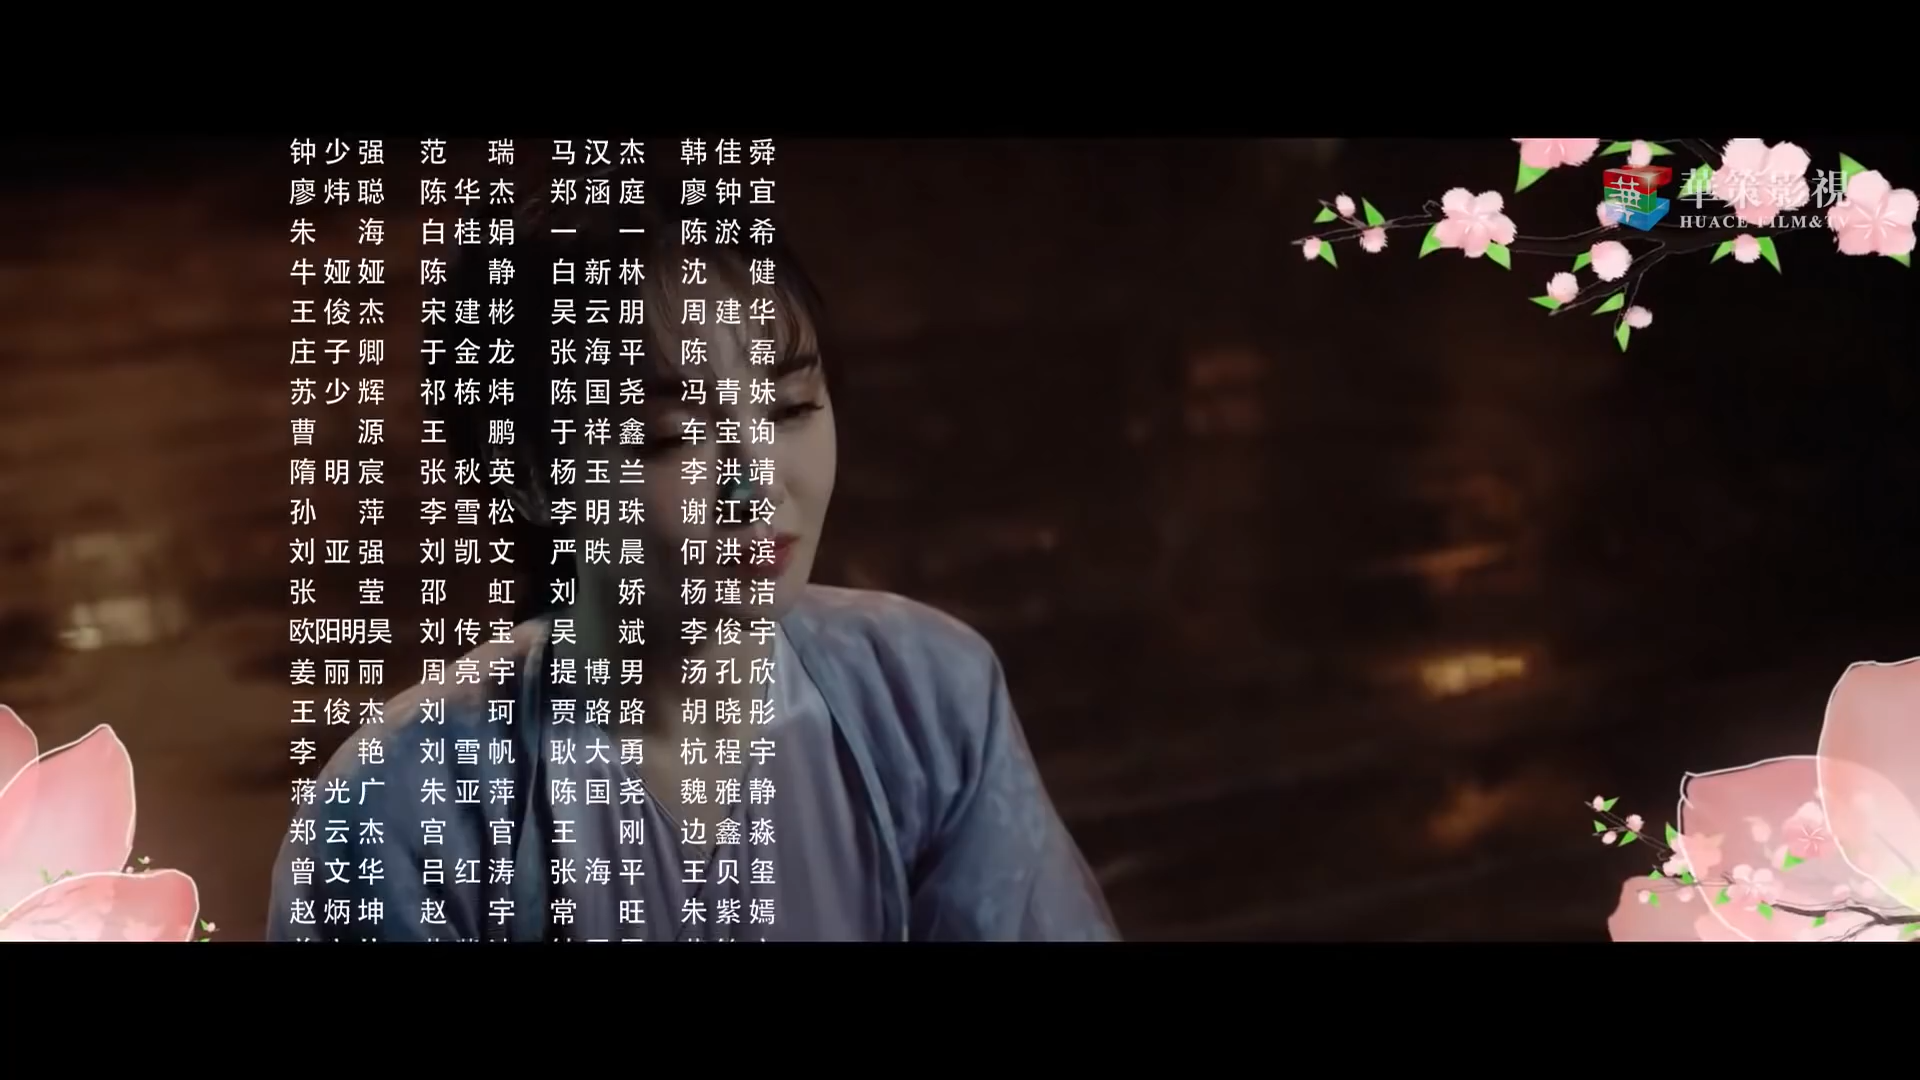 钟少强 范瑞 马汉杰 韩佳舜
廖炜聪 陈华杰 郑涵庭 廖钟宜
朱海 白桂娟 一一 陈淤希
牛娅娅 陈静 白新林 沈健
王俊杰 宋建彬 吴云朋 周建华
庄子卿 于金龙 张海平 陈磊
苏少辉 祁栋炜 陈国尧 冯青妹
曹源 王鹏 于祥鑫 车宝询
隋明宸 张秋英 杨玉兰 李洪靖
孙萍 李雪松 李明珠 谢江玲
刘亚强 刘凯文 严昳晨 何洪滨
张莹 邵虹 刘娇 杨瑾洁
欧阳明昊 刘传宝 吴斌 李俊宇
姜丽丽 周亮宇 提博男 汤孔欣
王俊杰 刘珂 贾路路 胡晓彤
李艳 刘雪帆 耿大勇 杭程宇
蒋光广 朱亚萍 陈国尧 魏雅静
郑云杰 宫官 王刚 边鑫淼
曾文华 吕红涛 张海平 王贝玺
赵炳坤 赵宇 常旺 朱紫嫣
華策影視
HUACE FILM&TV